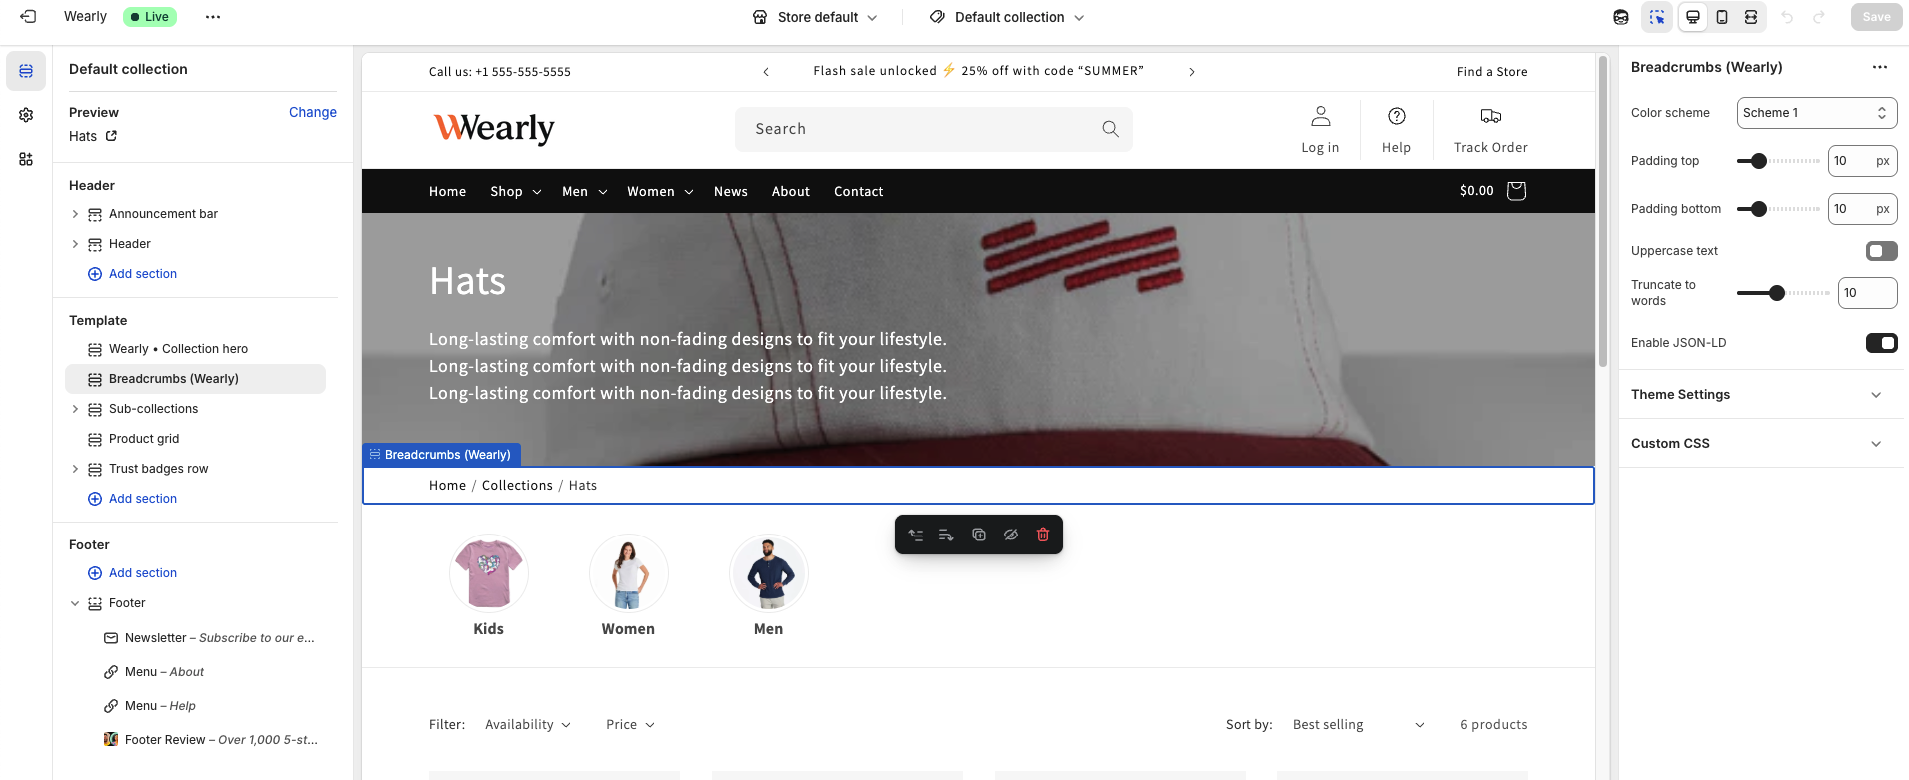 Wearly
Live
Store default
Default collection
Save
Default collection
Preview
Change
Hats
Header
Announcement bar
Header
Add section
Template
Wearly • Collection hero
Breadcrumbs (Wearly)
Sub-collections
Product grid
Trust badges row
Add section
Footer
Add section
Footer
Newsletter – Subscribe to our e...
Menu – About
Menu – Help
Footer Review – Over 1,000 5-st...
Call us: +1 555-555-5555
Flash sale unlocked ⚡ 25% off with code “SUMMER”
Find a Store
Wearly
Search
Log in
Help
Track Order
Home Shop Men Women News About Contact
$0.00
Hats
Long-lasting comfort with non-fading designs to fit your lifestyle.
Long-lasting comfort with non-fading designs to fit your lifestyle.
Long-lasting comfort with non-fading designs to fit your lifestyle.
Breadcrumbs (Wearly)
Home / Collections / Hats
Kids
Women
Men
Filter: Availability Price
Sort by: Best selling
6 products
Breadcrumbs (Wearly)
Color scheme
Scheme 1
Padding top
10 px
Padding bottom
10 px
Uppercase text
Truncate to
words
10
Enable JSON-LD
Theme Settings
Custom CSS